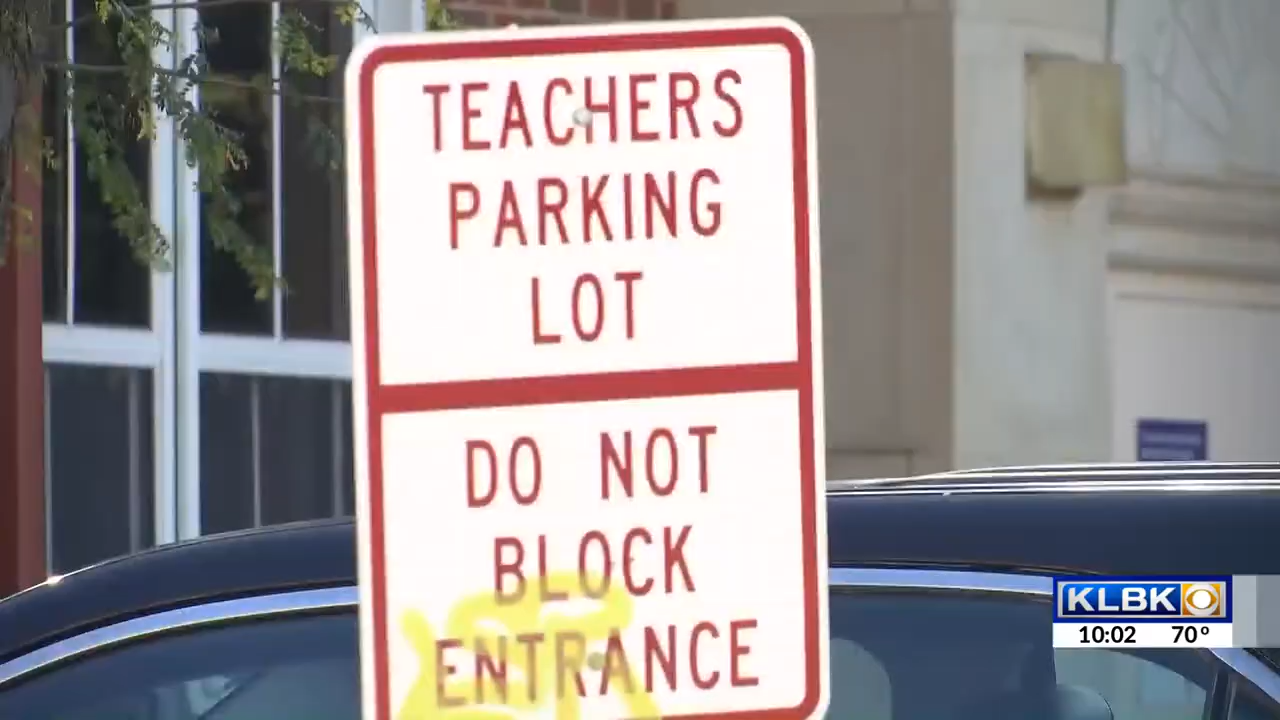 TEACHERS
PARKING
LOT
DO NOT
BLOCK
ENTRANCE
KLBK
10:02 70°